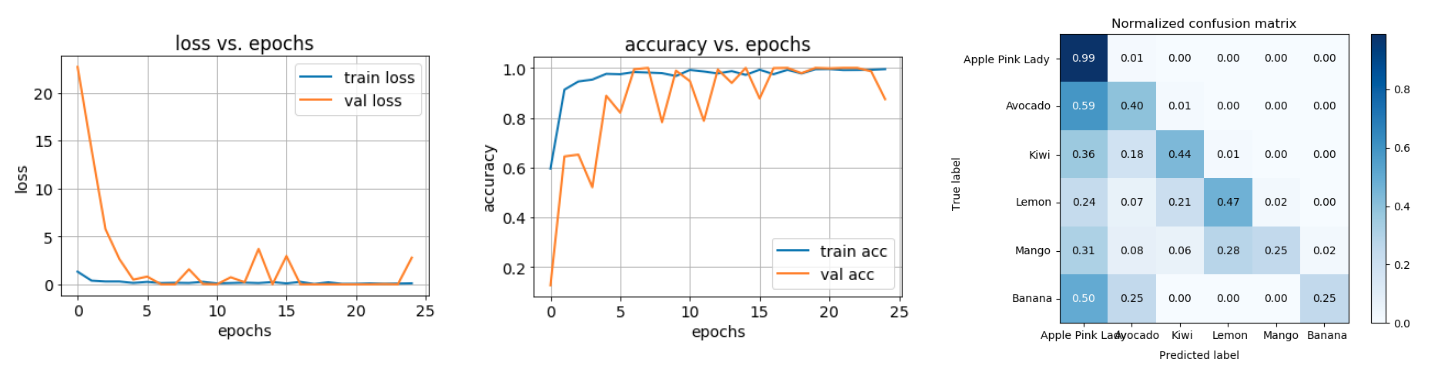 loss vs. epochs
train loss
val loss
20
15
10
5
0
loss
0 5 10 15 20 25
epochs
accuracy vs. epochs
1.0
0.8
0.6
0.4
0.2
accuracy
train acc
val acc
0 5 10 15 20 25
epochs
Normalized confusion matrix
Apple Pink Lady 0.99 0.01 0.00 0.00 0.00 0.00
Avocado 0.59 0.40 0.01 0.00 0.00 0.00
Kiwi 0.36 0.18 0.44 0.01 0.00 0.00
Lemon 0.24 0.07 0.21 0.47 0.02 0.00
Mango 0.31 0.08 0.06 0.28 0.25 0.02
Banana 0.50 0.25 0.00 0.00 0.00 0.25
True label
Apple Pink Lady Avocado Kiwi Lemon Mango Banana
Predicted label
0.8
0.6
0.4
0.2
0.0